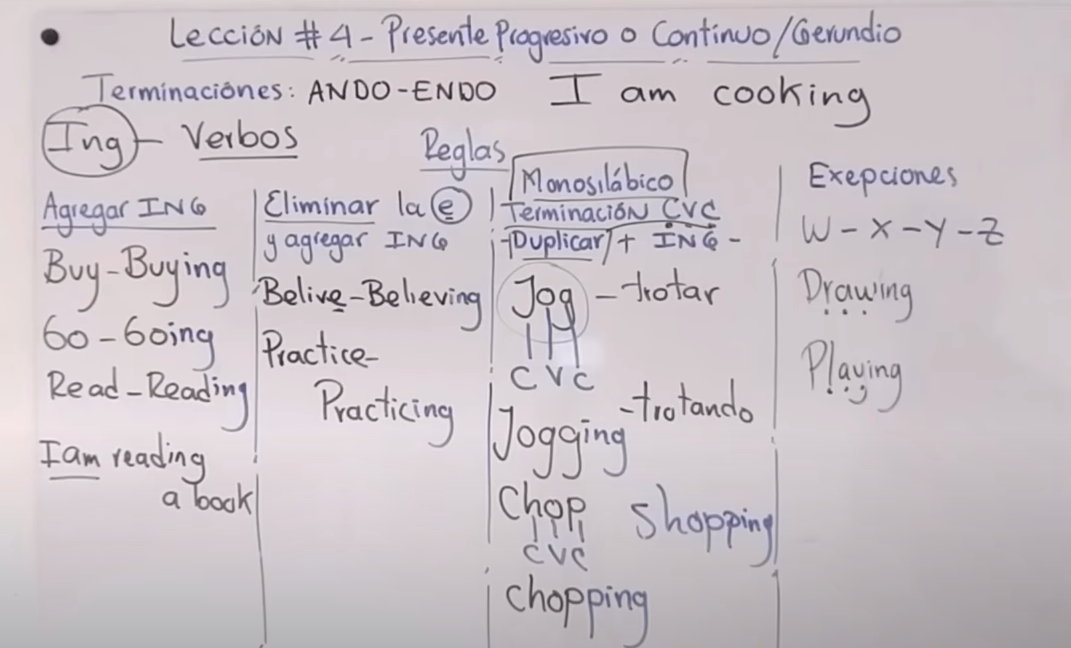 Lección # 4 - Presente Progresivo o Continuo/Gerundio
Terminaciones: ANDO-ENDO I am cooking
Ing - Verbos
Reglas
Agregar ING
Buy-Buying
Go-Going
Read-Reading
I am reading
a book
Eliminar la e
y agregar ING
Belive-Believing
Practice-
Practicing
Monosilábico
Terminación CVC
-Duplicar + ING -
Jog - trotar
C V C
Jogging - trotando
Chop shopping
CVC
chopping
Exepciones
W-X-Y-Z
Drawing
Playing